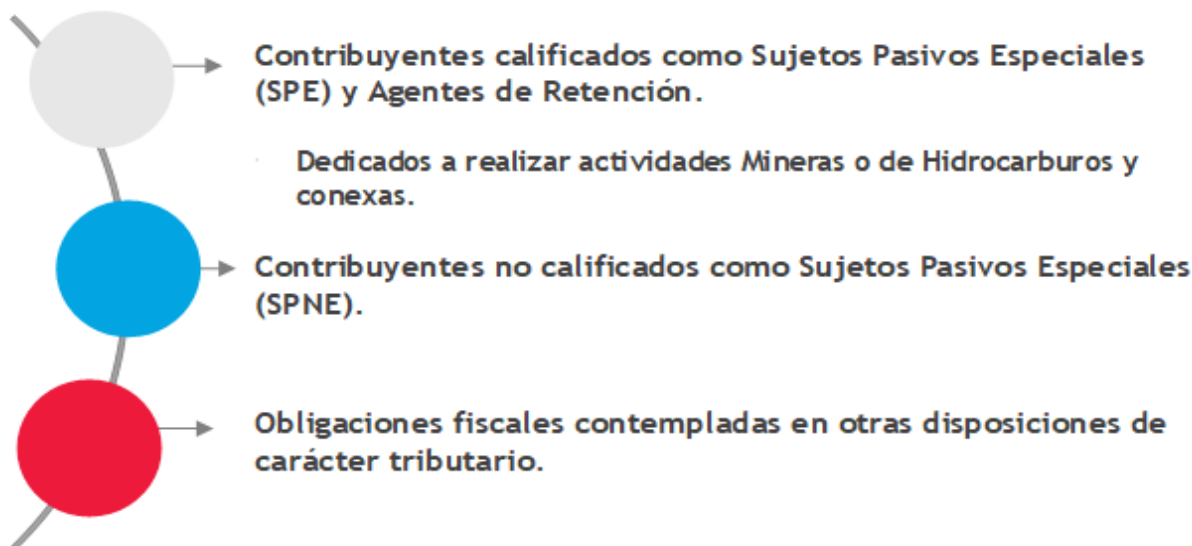 Contribuyentes calificados como Sujetos Pasivos Especiales
(SPE) y Agentes de Retención.
Dedicados a realizar actividades Mineras o de Hidrocarburos y
conexas.
Contribuyentes no calificados como Sujetos Pasivos Especiales
(SPNE).
Obligaciones fiscales contempladas en otras disposiciones de
carácter tributario.